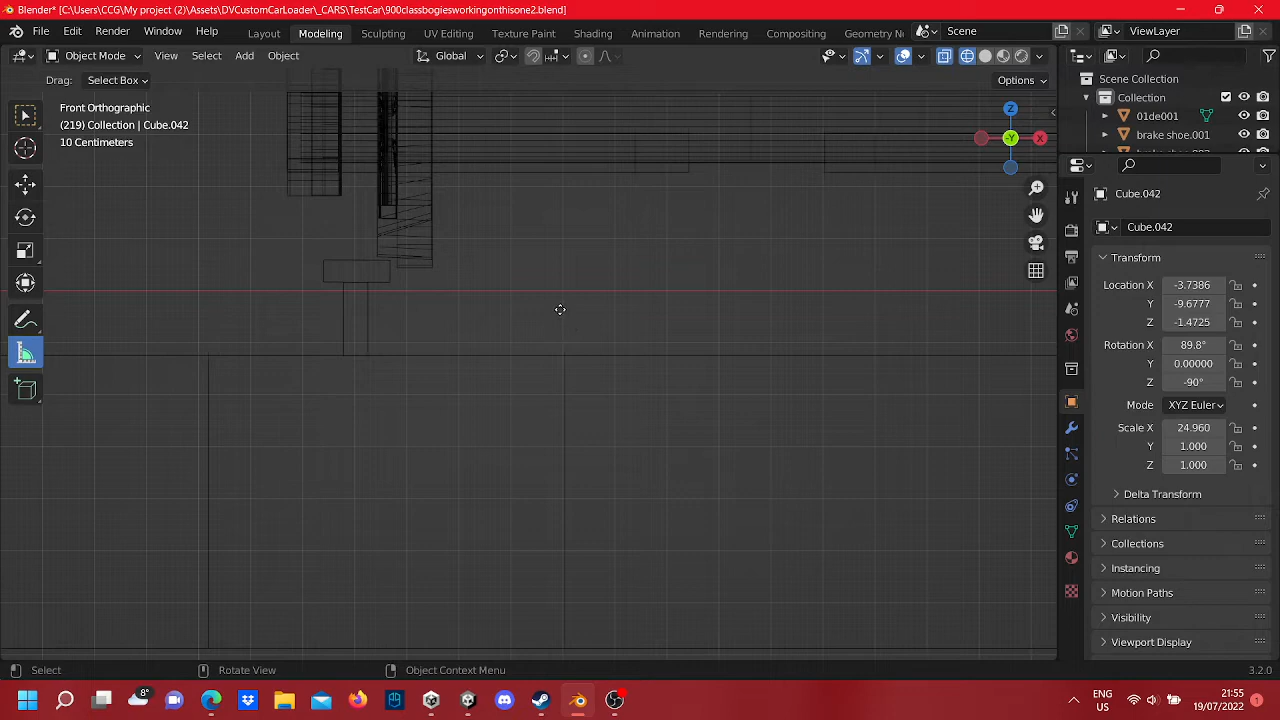 Blender* [C:\Users\CCG\My project (2)\Assets\DVCustomCarLoader\_CARS\TestCar\900classbogiesworkingonthisone2.blend]
File Edit Render Window Help Layout Modeling Sculpting UV Editing Texture Paint Shading Animation Rendering Compositing Geometry No Scene ViewLayer
Object Mode View Select Add Object Global
Drag: Select Box Options
Front Orthographic
(219) Collection | Cube.042
10 Centimeters
Z
-Y
X
Scene Collection
Collection
01de001
brake shoe.001
Cube.042
Cube.042
Transform
Location X -3.7386
Y -9.6777
Z -1.4725
Rotation X 89.8°
Y 0.00000
Z -90°
Mode XYZ Euler
Scale X 24.960
Y 1.000
Z 1.000
Delta Transform
Relations
Collections
Instancing
Motion Paths
Visibility
Viewport Display
Select Rotate View Object Context Menu 3.2.0
8°
ENG
US
21:55
19/07/2022
1